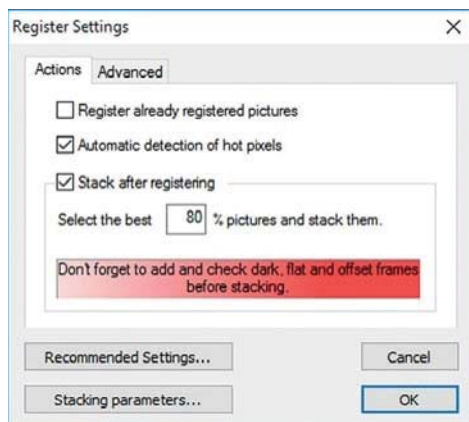 Register Settings
Actions Advanced
Register already registered pictures
Automatic detection of hot pixels
Stack after registering
Select the best 80 % pictures and stack them.
Don't forget to add and check dark, flat and offset frames
before stacking.
Recommended Settings... Cancel
Stacking parameters... OK